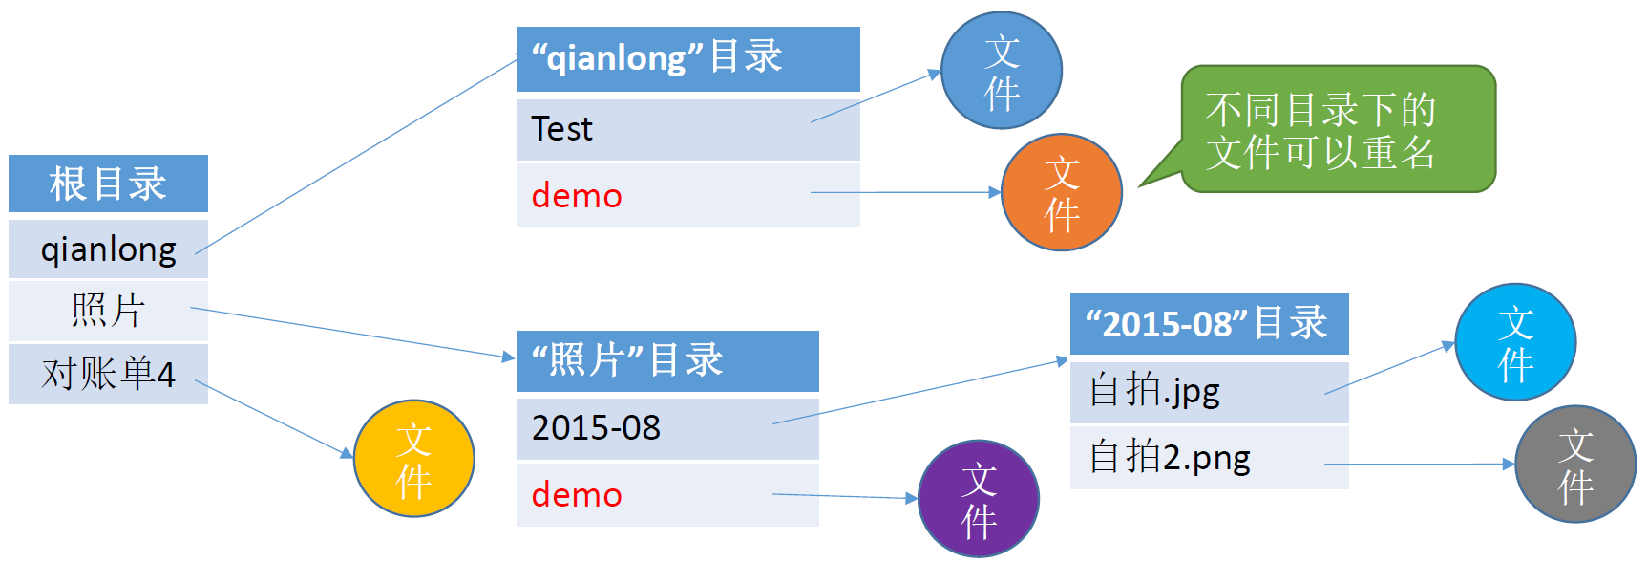 根目录
qianlong
照片
对账单4
文
件
“qianlong”目录
Test
demo
文
件
文
件
不同目录下的
文件可以重名
“照片”目录
2015-08
demo
文
件
“2015-08”目录
自拍.jpg
自拍2.png
文
件
文
件